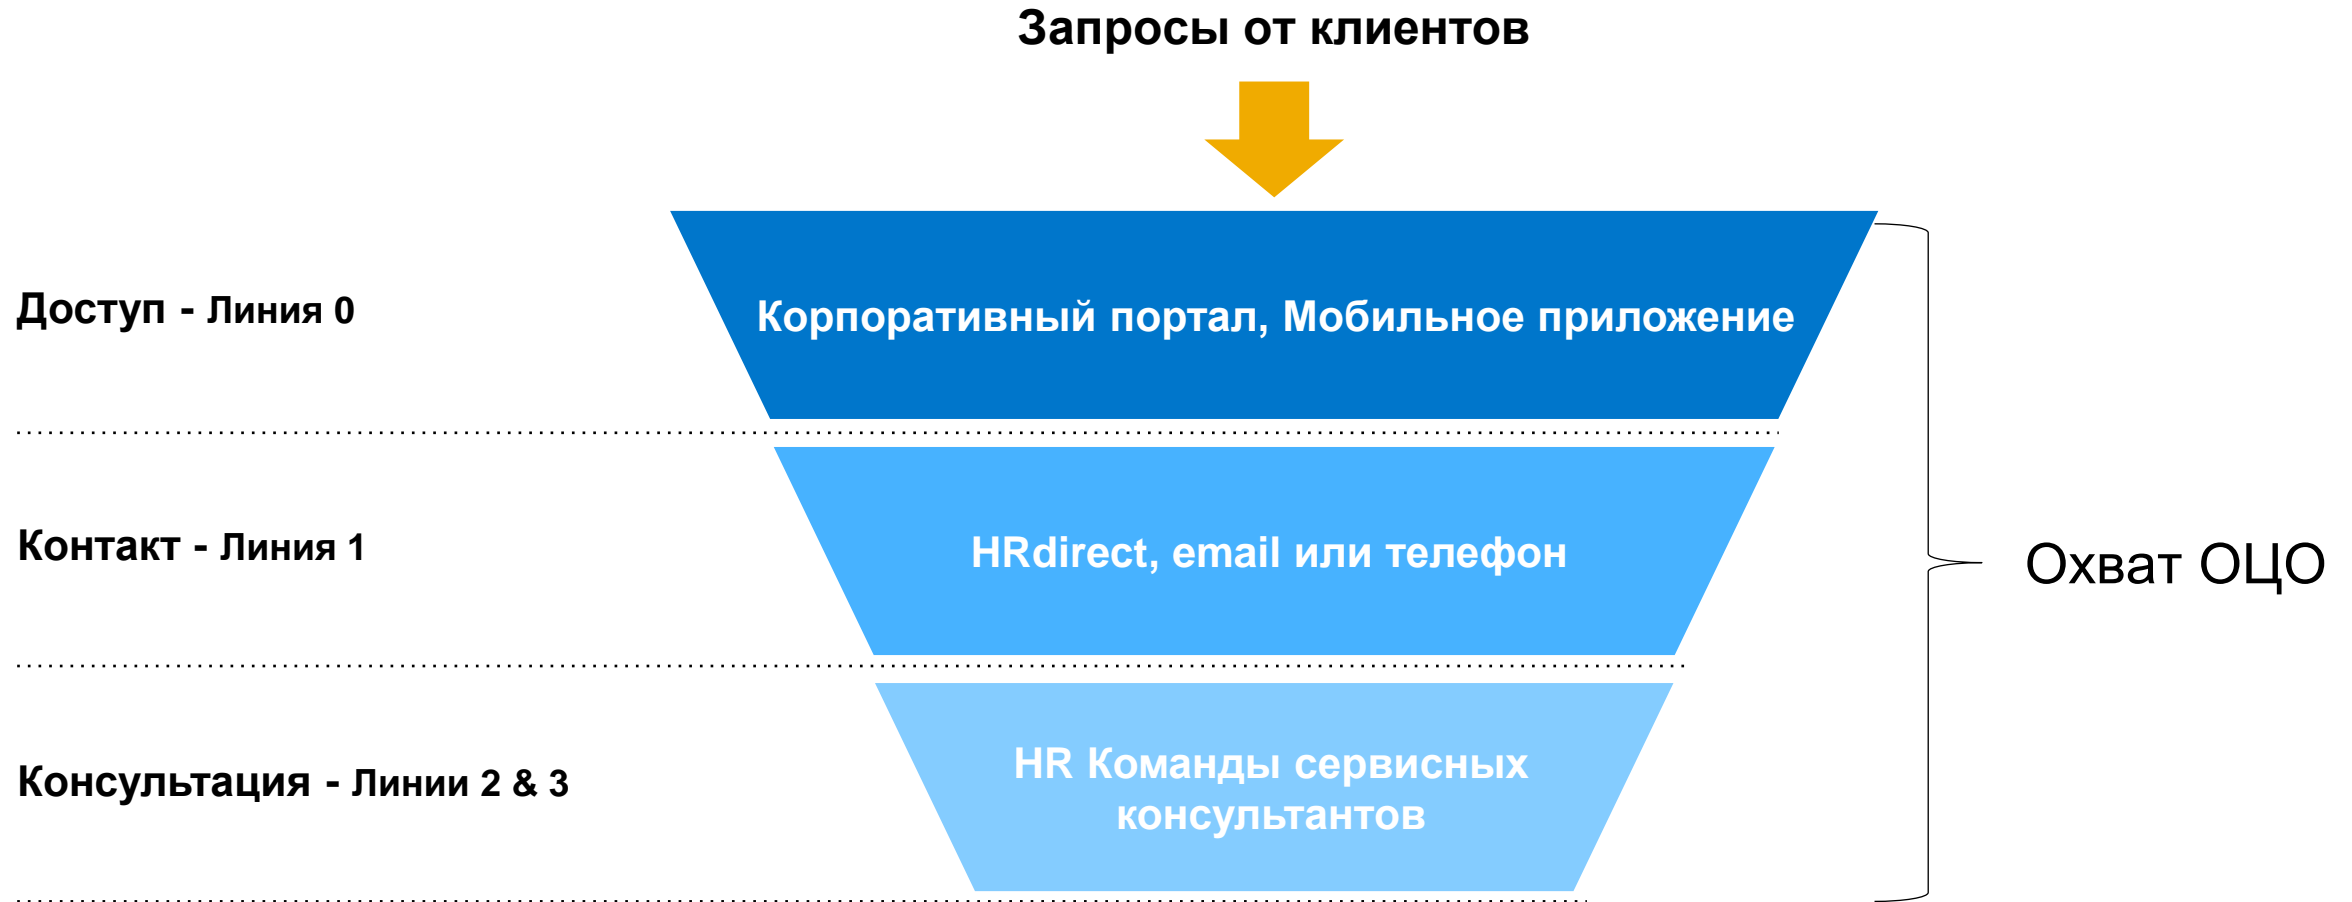 Запросы от клиентов
Доступ - Линия 0
Корпоративный портал, Мобильное приложение
Контакт - Линия 1
HRdirect, email или телефон
Охват ОЦО
Консультация - Линии 2 & 3
HR Команды сервисных
консультантов